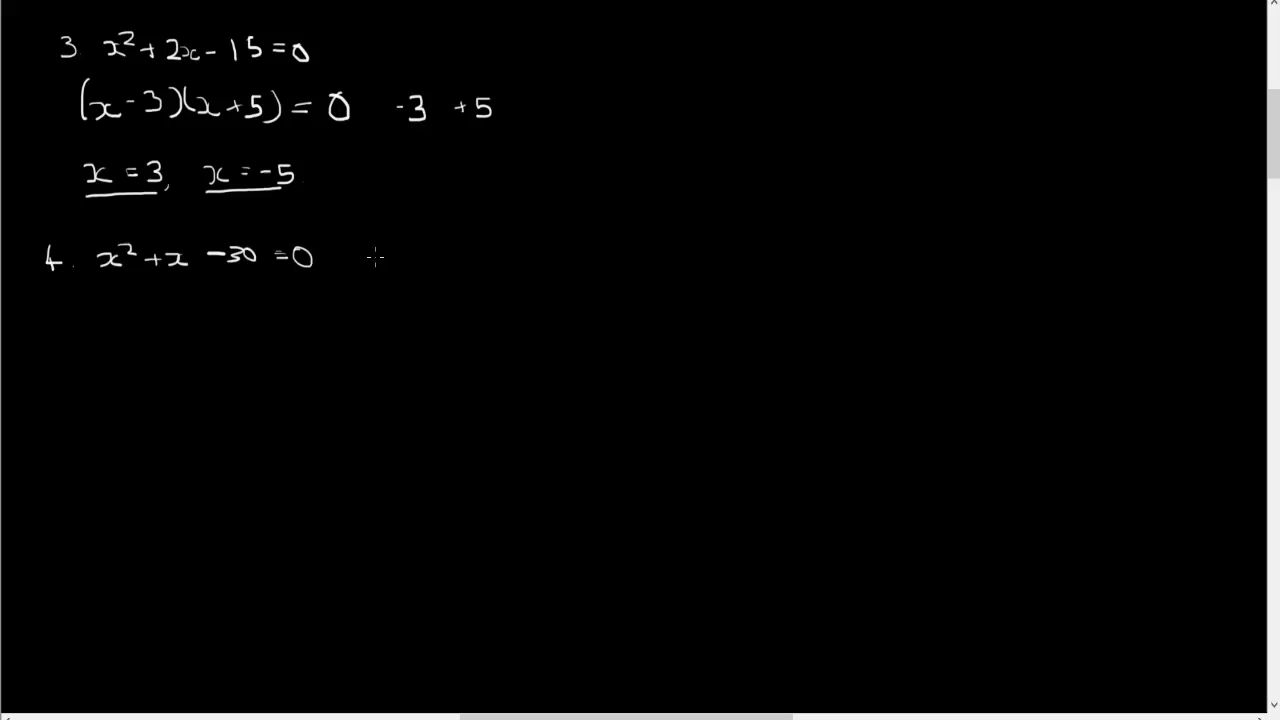 3 x² + 2x - 15 = 0
(x - 3)(x + 5) = 0 -3 +5
x = 3, x = -5
4. x² + x - 30 = 0